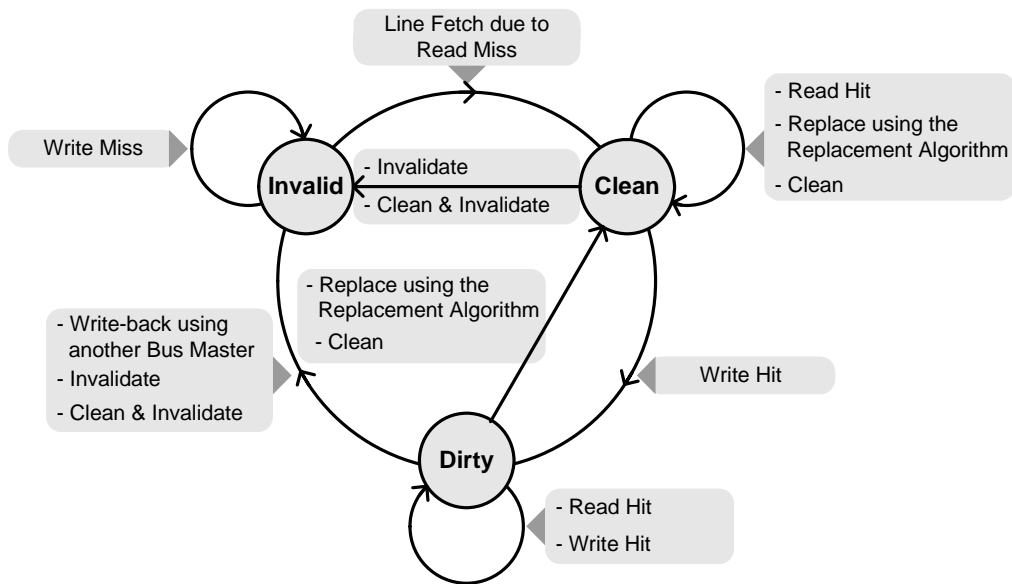 Line Fetch due to
Read Miss
- Read Hit
- Replace using the
Replacement Algorithm
- Clean
Write Miss
Invalid
- Invalidate
- Clean & Invalidate
Clean
- Replace using the
Replacement Algorithm
- Clean
- Write-back using
another Bus Master
- Invalidate
- Clean & Invalidate
Write Hit
Dirty
- Read Hit
- Write Hit